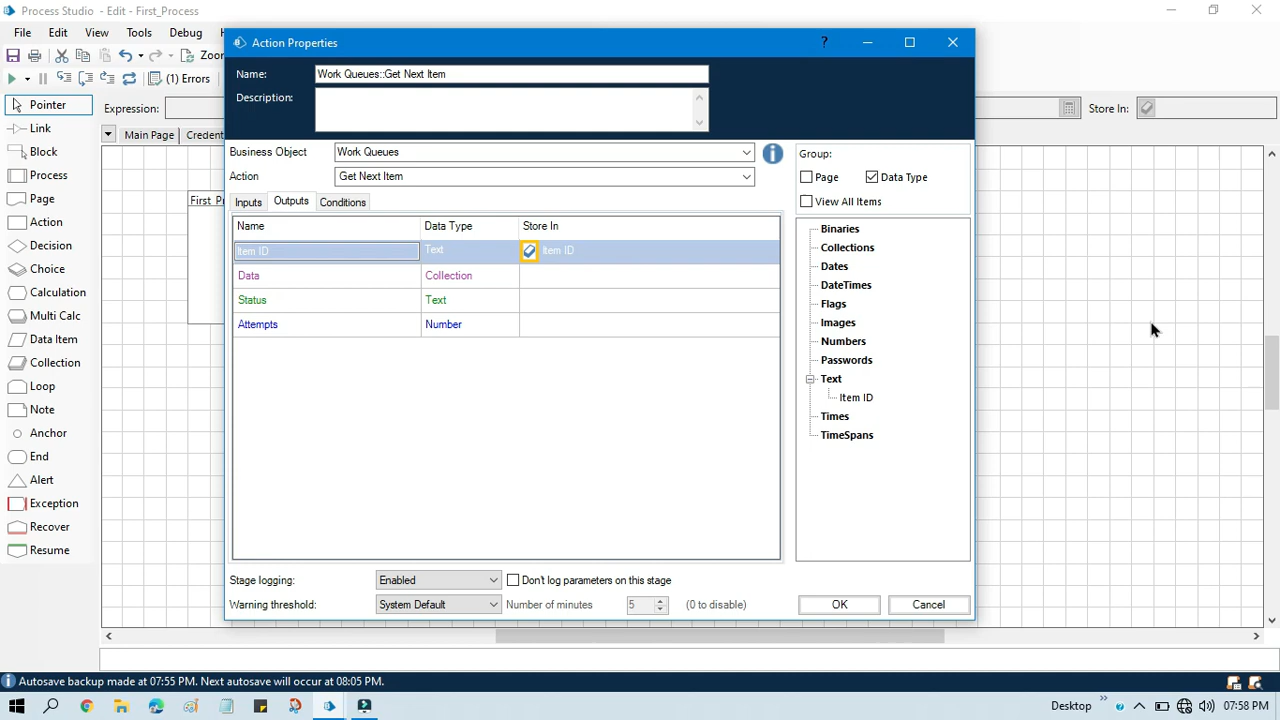 Process Studio - Edit - First_Process
File Edit View Tools Debug
Zoo
(1) Errors
Pointer
Expression:
Store In:
Link
Main Page
Credent
Block
Process
First_Pr
Page
Action
Decision
Choice
Calculation
Multi Calc
Data Item
Collection
Loop
Note
Anchor
End
Alert
Exception
Recover
Resume
Action Properties
?
Name:
Work Queues::Get Next Item
Description:
Business Object
Work Queues
Action
Get Next Item
Inputs Outputs Conditions
Name Data Type Store In
Item ID Text Item ID
Data Collection
Status Text
Attempts Number
Group:
Page
Data Type
View All Items
Binaries
Collections
Dates
DateTimes
Flags
Images
Numbers
Passwords
Text
Item ID
Times
TimeSpans
Stage logging:
Enabled
Don't log parameters on this stage
Warning threshold:
System Default
Number of minutes
5
(0 to disable)
OK
Cancel
Autosave backup made at 07:55 PM. Next autosave will occur at 08:05 PM.
Desktop
07:58 PM